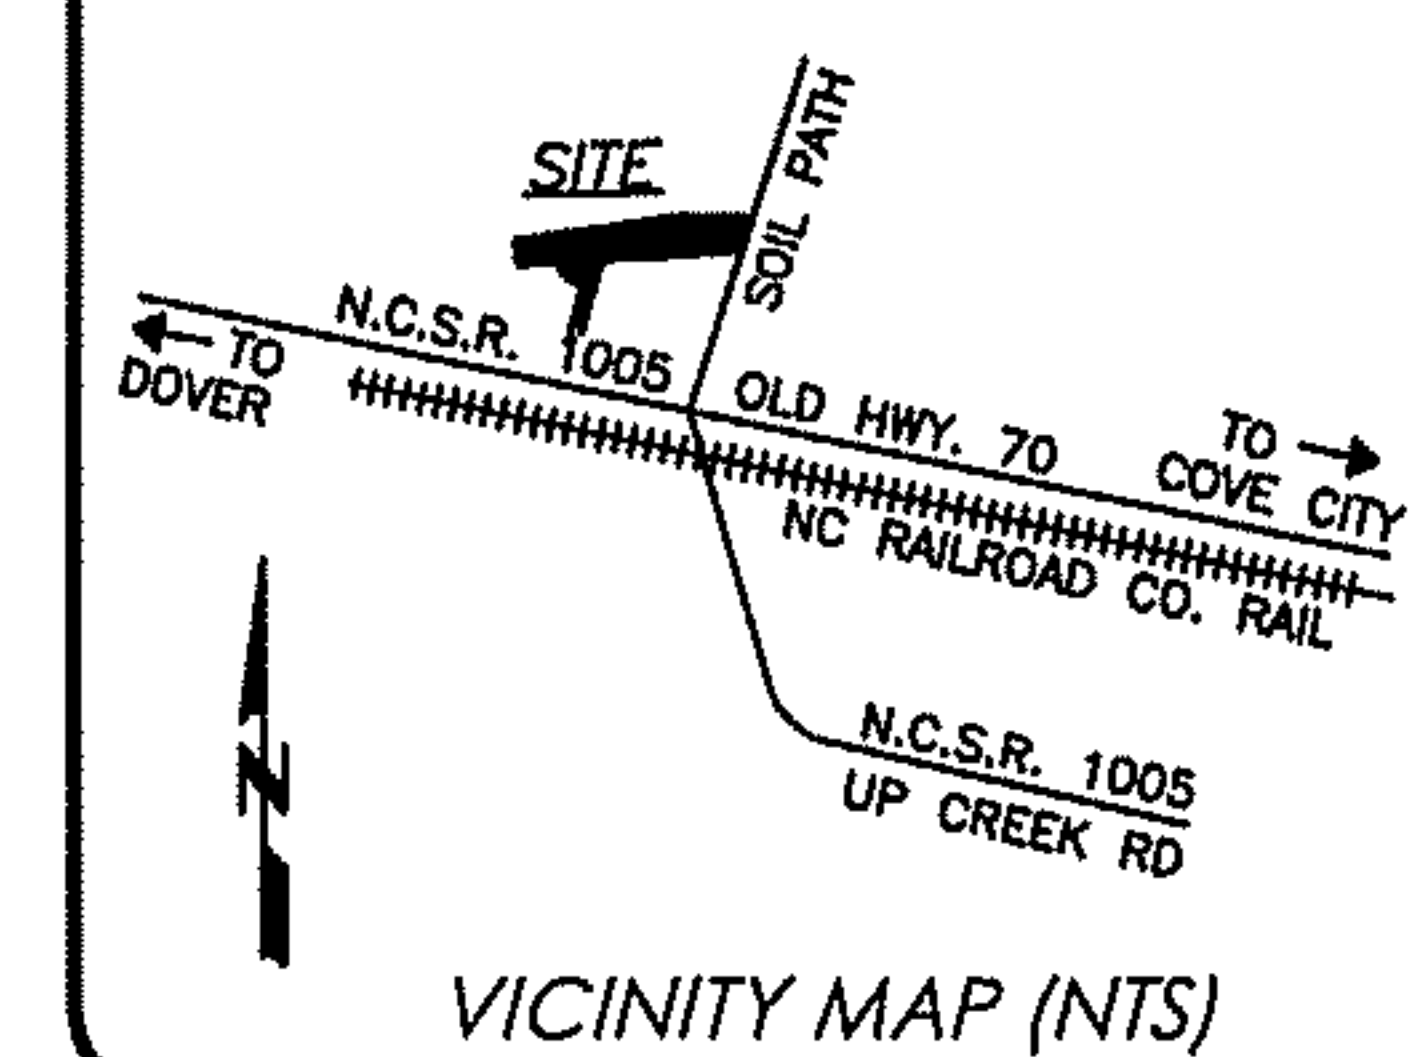 SITE
SOIL PATH
N.C.S.R. 1005
TO
DOVER
OLD HWY. 70
TO
COVE CITY
NC RAILROAD CO. RAIL
N.C.S.R. 1005
UP CREEK RD
N
VICINITY MAP (NTS)